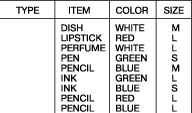 TYPE ITEM COLOR SIZE
DISH WHITE M
LIPSTICK RED L
PERFUME WHITE L
PEN GREEN S
PENCIL BLUE M
INK GREEN L
INK BLUE S
PENCIL RED L
PENCIL BLUE L